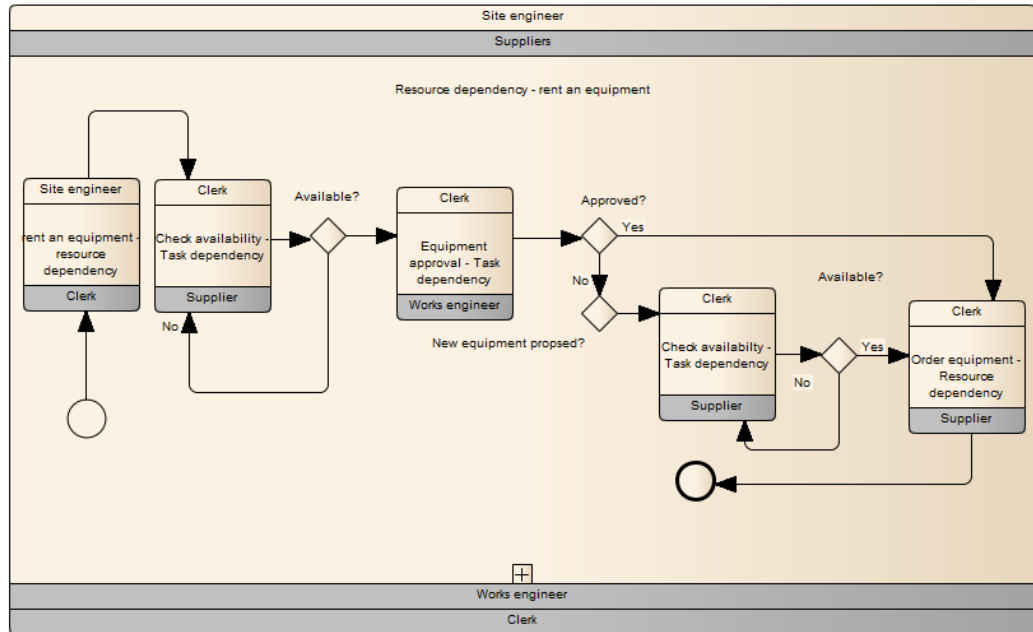 Site engineer
Suppliers
Resource dependency - rent an equipment
Site engineer
rent an equipment -
resource
dependency
Clerk
Clerk
Check availability -
Task dependency
Supplier
Available?
No
Clerk
Equipment
approval - Task
dependency
Works engineer
Approved?
Yes
No
New equipment propsed?
Clerk
Check availabilty -
Task dependency
Supplier
Available?
Yes
No
Clerk
Order equipment -
Resource
dependency
Supplier
Works engineer
Clerk